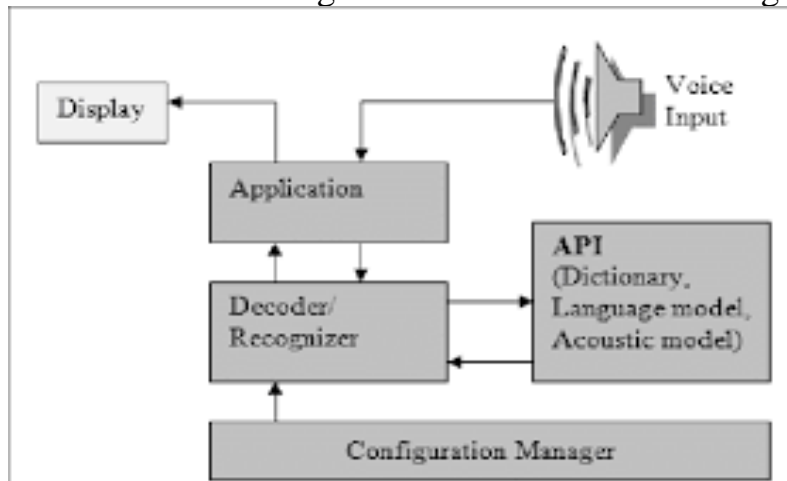 Display
Voice
Input
Application
API
(Dictionary,
Language model,
Acoustic model)
Decoder/
Recognizer
Configuration Manager